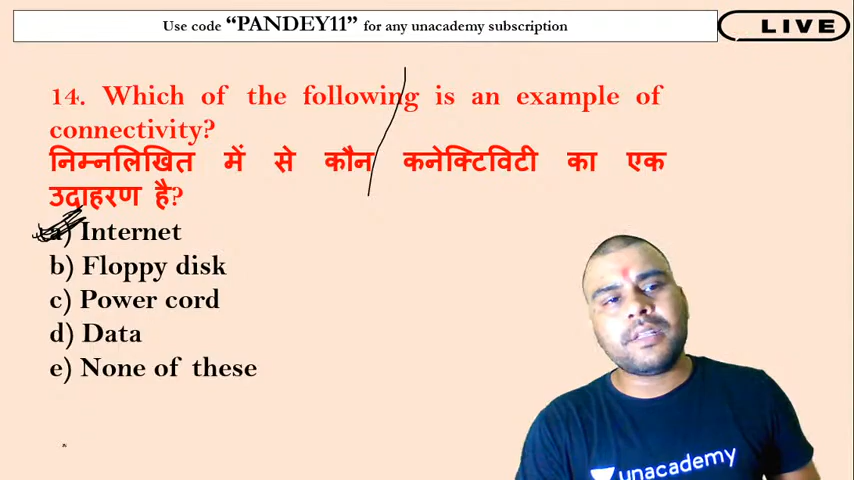 Use code “PANDEY11” for any unacademy subscription
LIVE
14. Which of the following is an example of
connectivity?
निम्नलिखित में से कौन कनेक्टिविटी का एक
उदाहरण है?
a) Internet
b) Floppy disk
c) Power cord
d) Data
e) None of these
unacademy